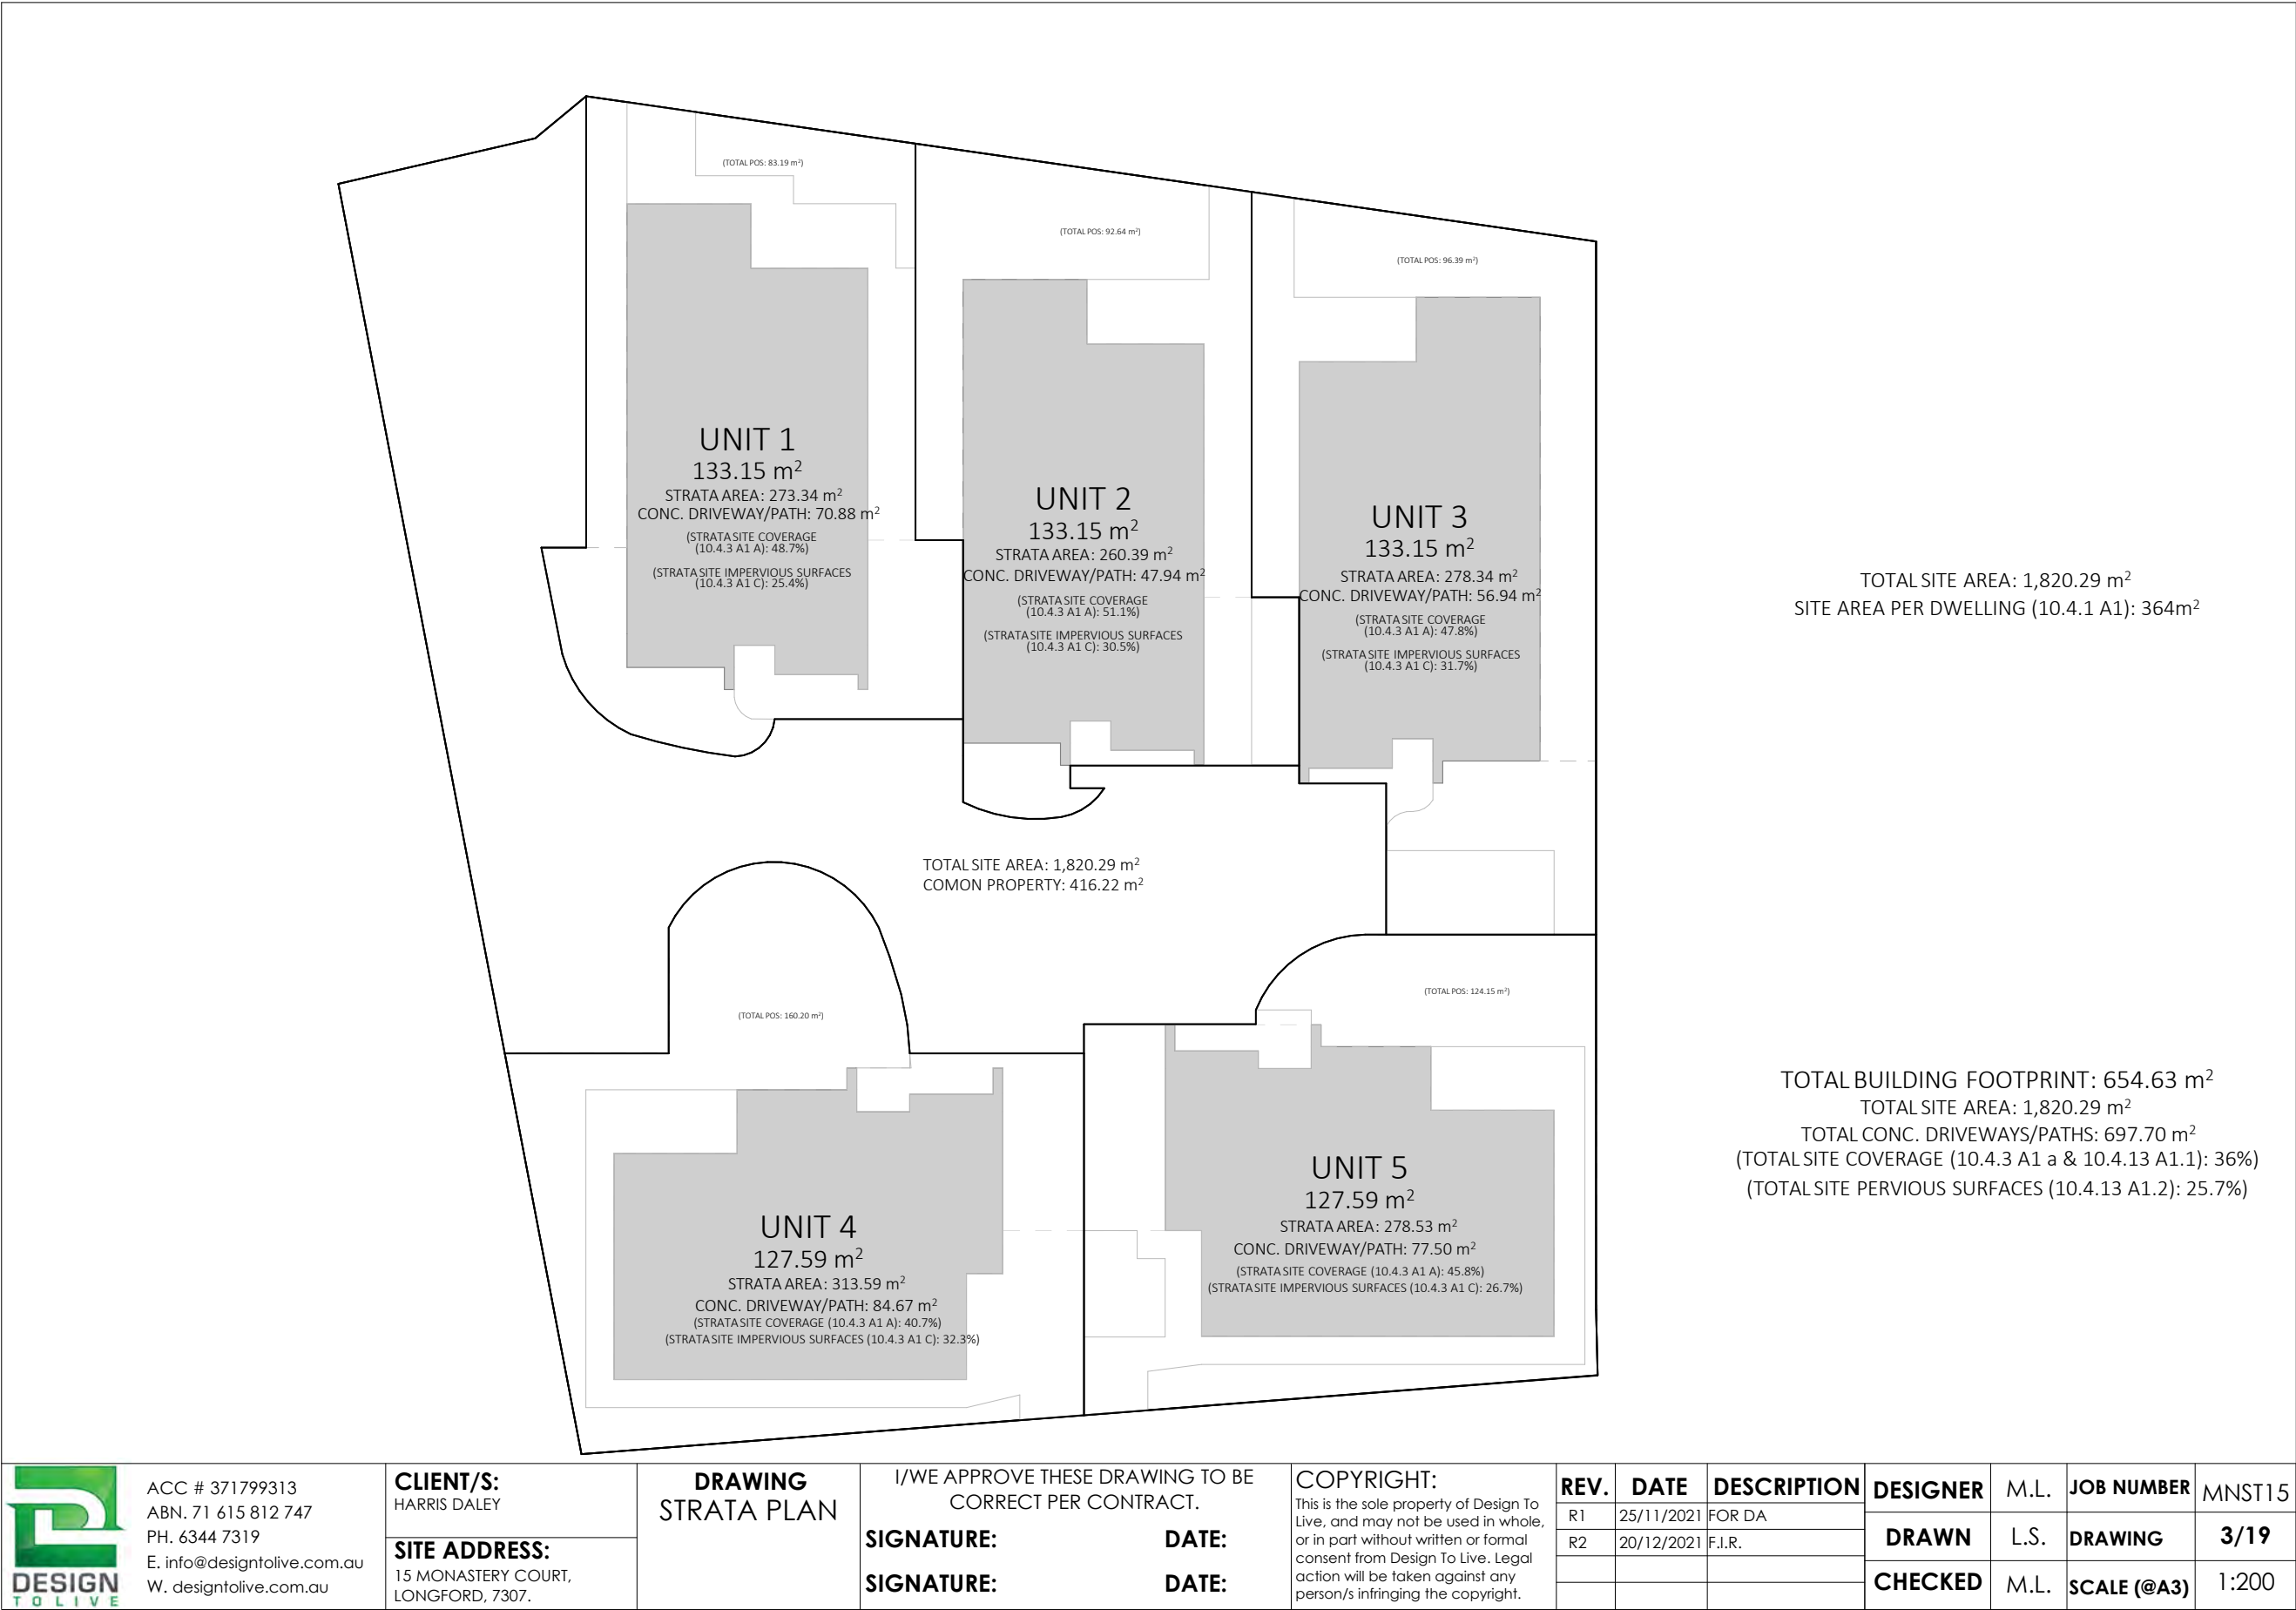 (TOTAL POS: 83.19 m²)
(TOTAL POS: 92.64 m²)
(TOTAL POS: 96.39 m²)
UNIT 1
133.15 m²
STRATA AREA: 273.34 m²
CONC. DRIVEWAY/PATH: 70.88 m²
(STRATA SITE COVERAGE
(10.4.3 A1 A): 48.7%)
(STRATA SITE IMPERVIOUS SURFACES
(10.4.3 A1 C): 25.4%)
UNIT 2
133.15 m²
STRATA AREA: 260.39 m²
CONC. DRIVEWAY/PATH: 47.94 m²
(STRATA SITE COVERAGE
(10.4.3 A1 A): 51.1%)
(STRATA SITE IMPERVIOUS SURFACES
(10.4.3 A1 C): 30.5%)
UNIT 3
133.15 m²
STRATA AREA: 278.34 m²
CONC. DRIVEWAY/PATH: 56.94 m²
(STRATA SITE COVERAGE
(10.4.3 A1 A): 47.8%)
(STRATA SITE IMPERVIOUS SURFACES
(10.4.3 A1 C): 31.7%)
TOTAL SITE AREA: 1,820.29 m²
SITE AREA PER DWELLING (10.4.1 A1): 364m²
TOTAL SITE AREA: 1,820.29 m²
COMON PROPERTY: 416.22 m²
(TOTAL POS: 160.20 m²)
(TOTAL POS: 124.15 m²)
UNIT 4
127.59 m²
STRATA AREA: 313.59 m²
CONC. DRIVEWAY/PATH: 84.67 m²
(STRATA SITE COVERAGE (10.4.3 A1 A): 40.7%)
(STRATA SITE IMPERVIOUS SURFACES (10.4.3 A1 C): 32.3%)
UNIT 5
127.59 m²
STRATA AREA: 278.53 m²
CONC. DRIVEWAY/PATH: 77.50 m²
(STRATA SITE COVERAGE (10.4.3 A1 A): 45.8%)
(STRATA SITE IMPERVIOUS SURFACES (10.4.3 A1 C): 26.7%)
TOTAL BUILDING FOOTPRINT: 654.63 m²
TOTAL SITE AREA: 1,820.29 m²
TOTAL CONC. DRIVEWAYS/PATHS: 697.70 m²
(TOTAL SITE COVERAGE (10.4.3 A1 a & 10.4.13 A1.1): 36%)
(TOTAL SITE PERVIOUS SURFACES (10.4.13 A1.2): 25.7%)
DESIGN
TO LIVE
ACC # 371799313
ABN. 71 615 812 747
PH. 6344 7319
E. info@designtolive.com.au
W. designtolive.com.au
CLIENT/S:
HARRIS DALEY
SITE ADDRESS:
15 MONASTERY COURT,
LONGFORD, 7307.
DRAWING
STRATA PLAN
I/WE APPROVE THESE DRAWING TO BE
CORRECT PER CONTRACT.
SIGNATURE: DATE:
SIGNATURE: DATE:
COPYRIGHT:
This is the sole property of Design To
Live, and may not be used in whole,
or in part without written or formal
consent from Design To Live. Legal
action will be taken against any
person/s infringing the copyright.
REV. DATE DESCRIPTION
R1 25/11/2021 FOR DA
R2 20/12/2021 F.I.R.
DESIGNER M.L. JOB NUMBER MNST15
DRAWN L.S. DRAWING 3/19
CHECKED M.L. SCALE (@A3) 1:200